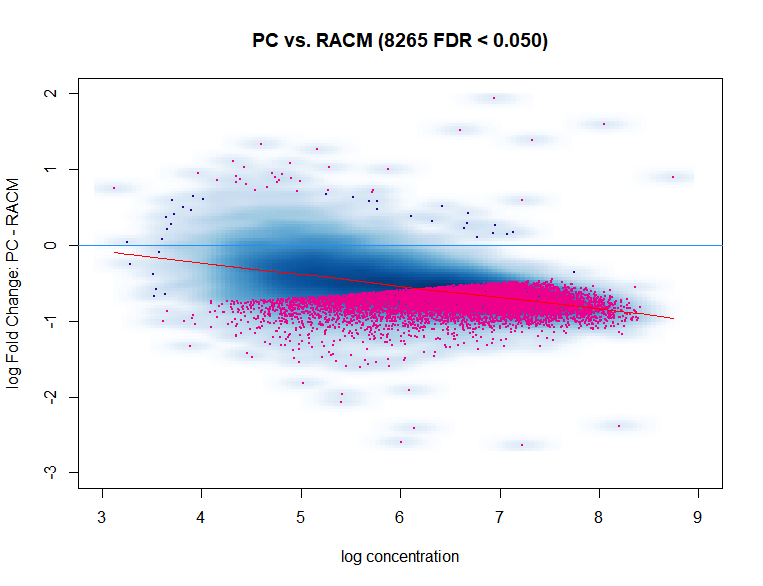 PC vs. RACM (8265 FDR < 0.050)
log Fold Change: PC - RACM
2
1
0
-1
-2
-3
3 4 5 6 7 8 9
log concentration